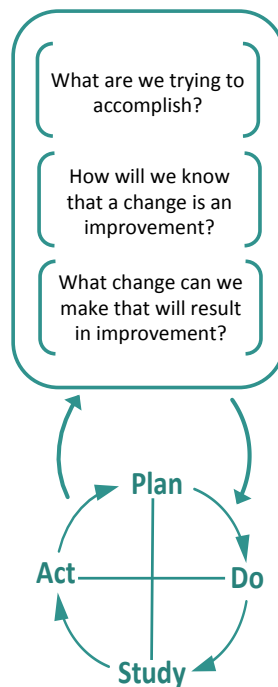 What are we trying to
accomplish?
How will we know
that a change is an
improvement?
What change can we
make that will result
in improvement?
Plan
Act
Do
Study